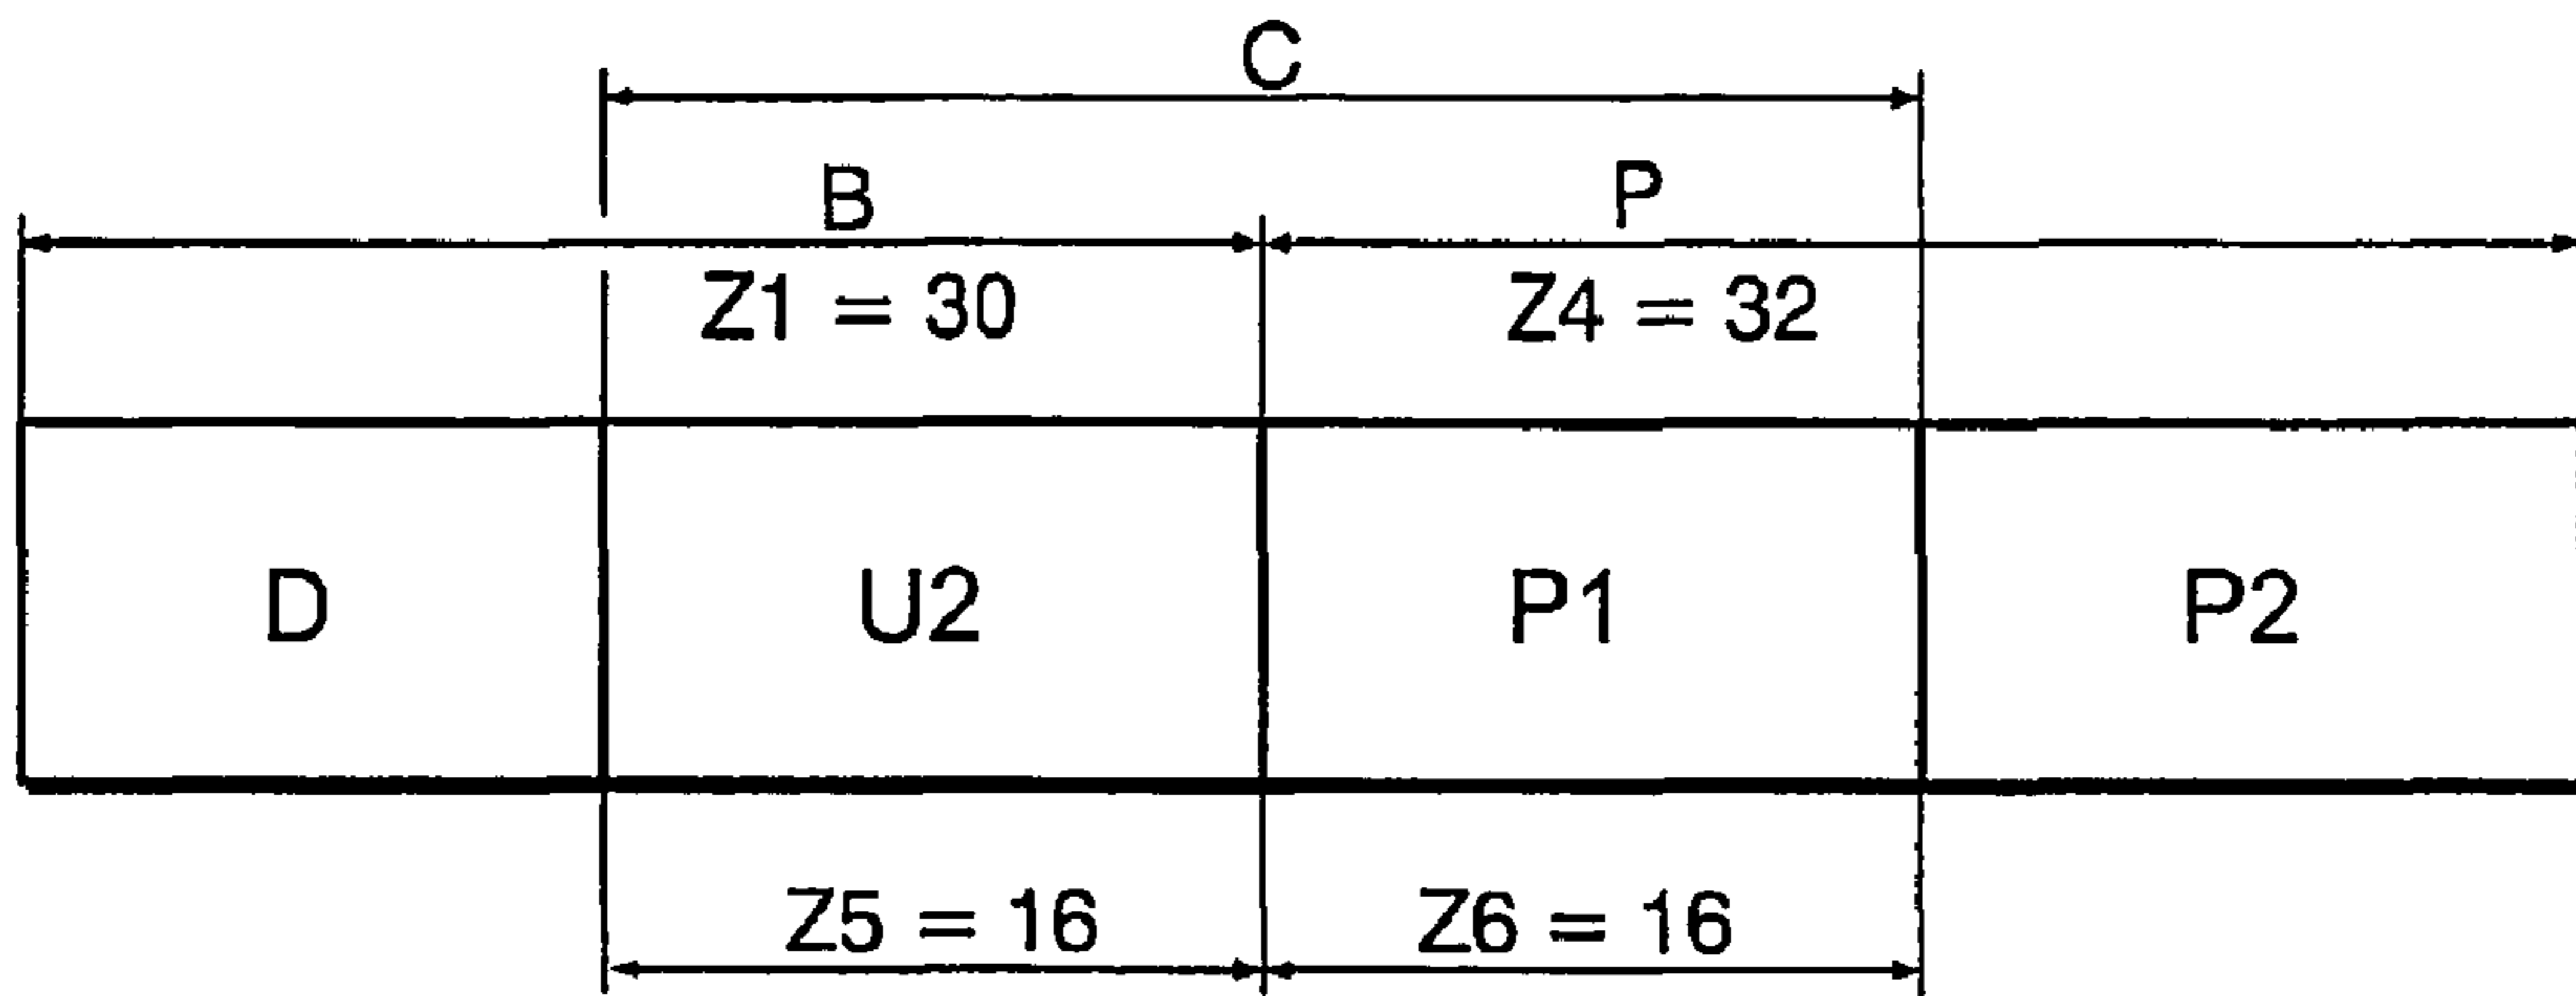 C
B P
Z1 = 30 Z4 = 32
D U2 P1 P2
Z5 = 16 Z6 = 16